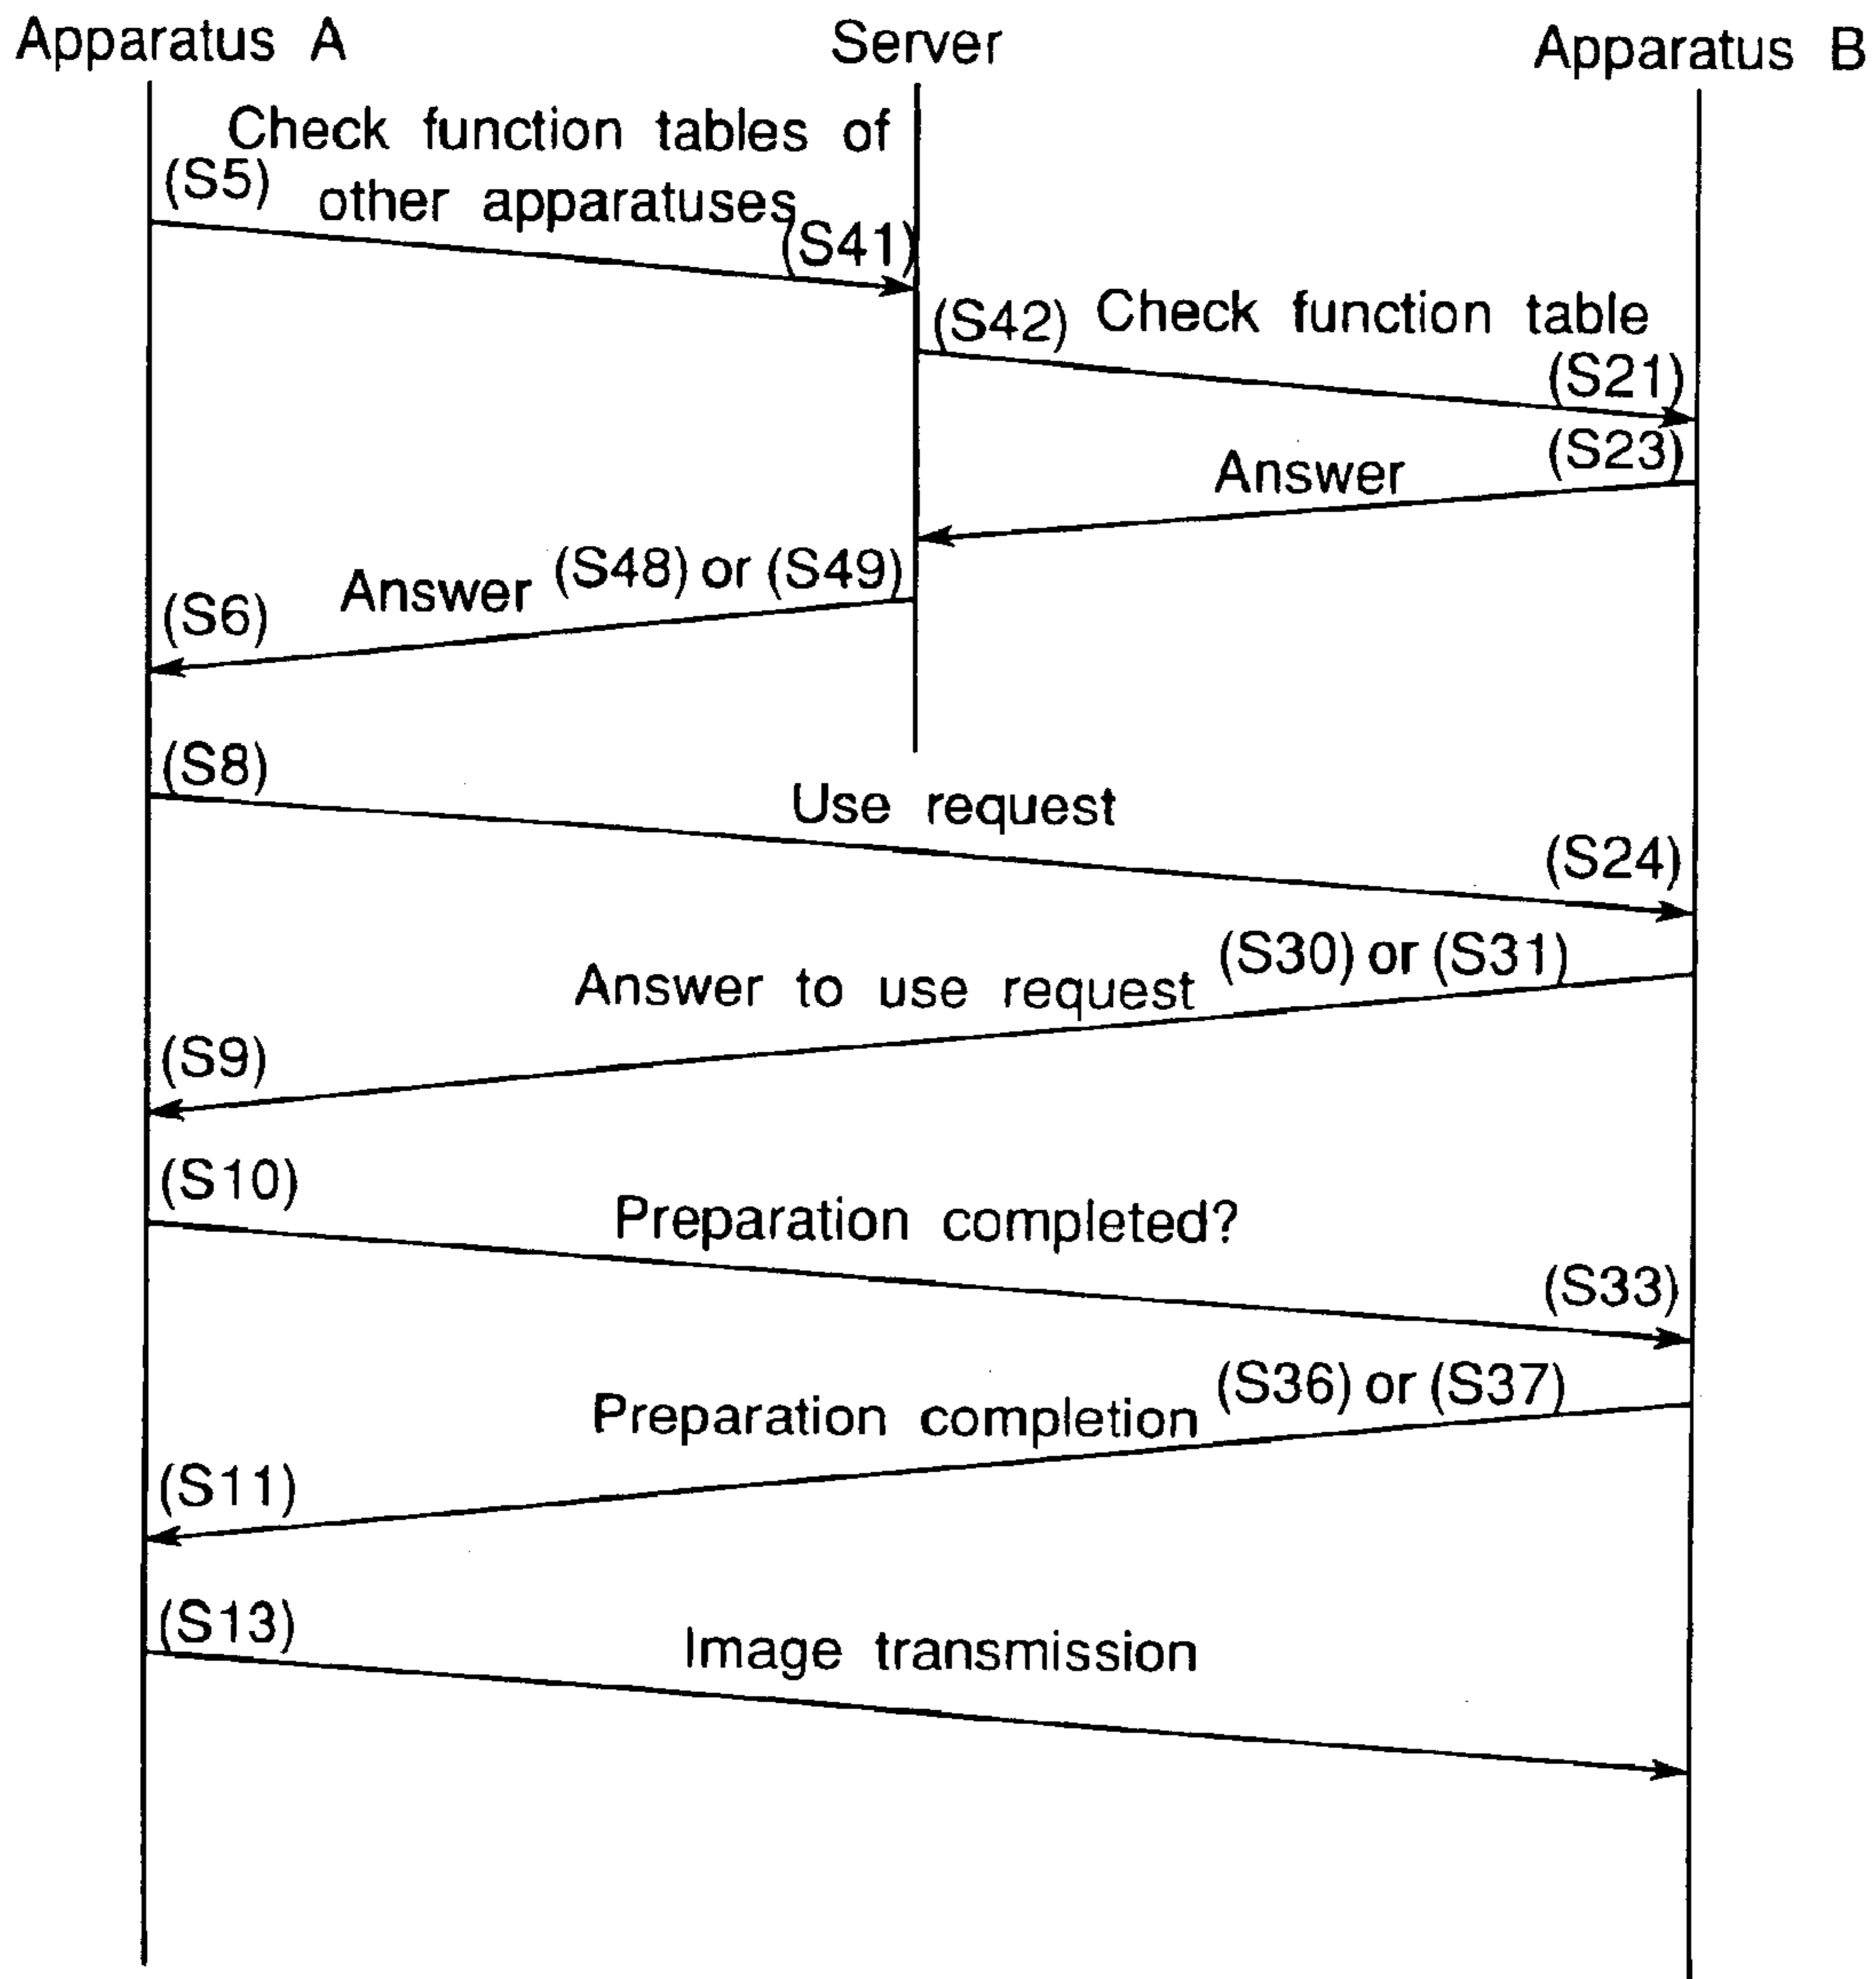 Apparatus A Server Apparatus B
Check function tables of
(S5) other apparatuses
(S41)
(S42) Check function table
(S21)
(S23)
Answer
Answer (S48) or (S49)
(S6)
(S8)
Use request
(S24)
(S30) or (S31)
Answer to use request
(S9)
(S10)
Preparation completed?
(S33)
(S36) or (S37)
Preparation completion
(S11)
(S13)
Image transmission